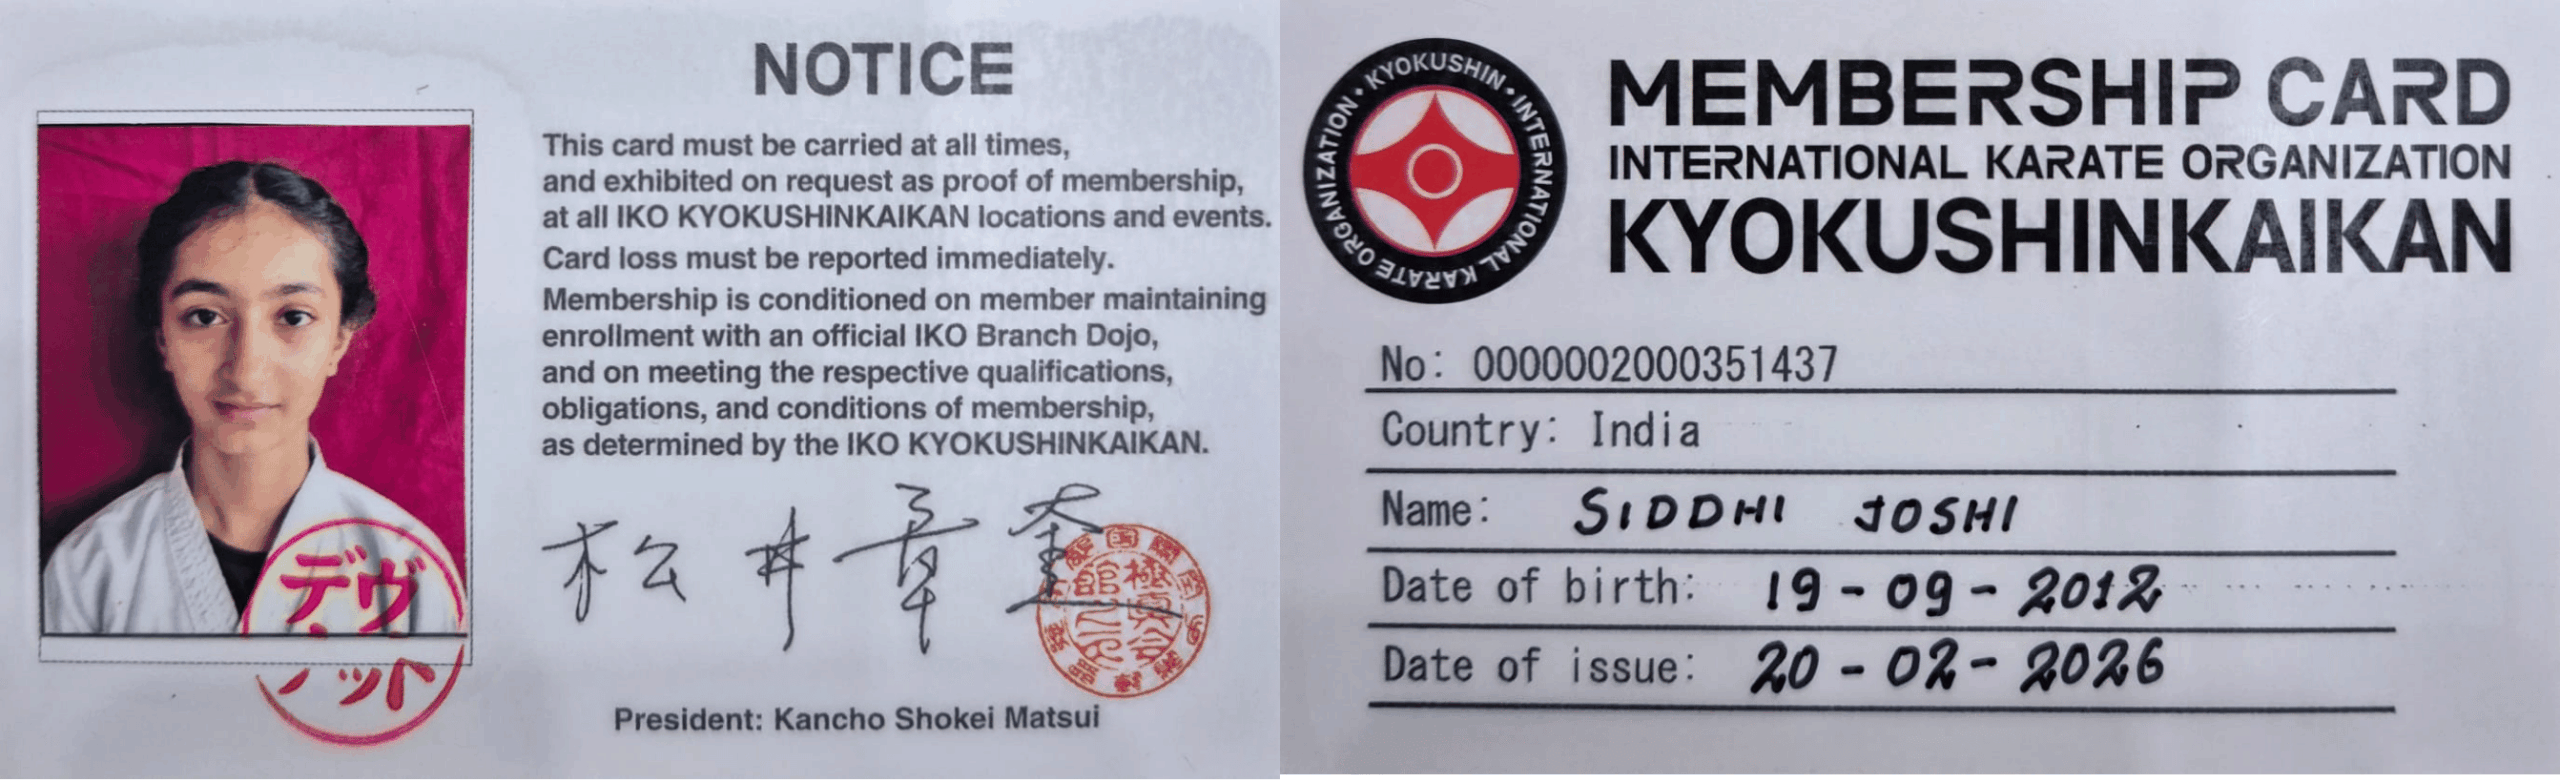 NOTICE
This card must be carried at all times,
and exhibited on request as proof of membership,
at all IKO KYOKUSHINKAIKAN locations and events.
Card loss must be reported immediately.
Membership is conditioned on member maintaining
enrollment with an official IKO Branch Dojo,
and on meeting the respective qualifications,
obligations, and conditions of membership,
as determined by the IKO KYOKUSHINKAIKAN.
松井章奎
President: Kancho Shokei Matsui
デヴ
KYOKUSHIN • INTERNATIONAL KARATE ORGANIZATION •
MEMBERSHIP CARD
INTERNATIONAL KARATE ORGANIZATION
KYOKUSHINKAIKAN
No: 0000002000351437
Country: India
Name: SIDDHI JOSHI
Date of birth: 19-09-2012
Date of issue: 20-02-2026